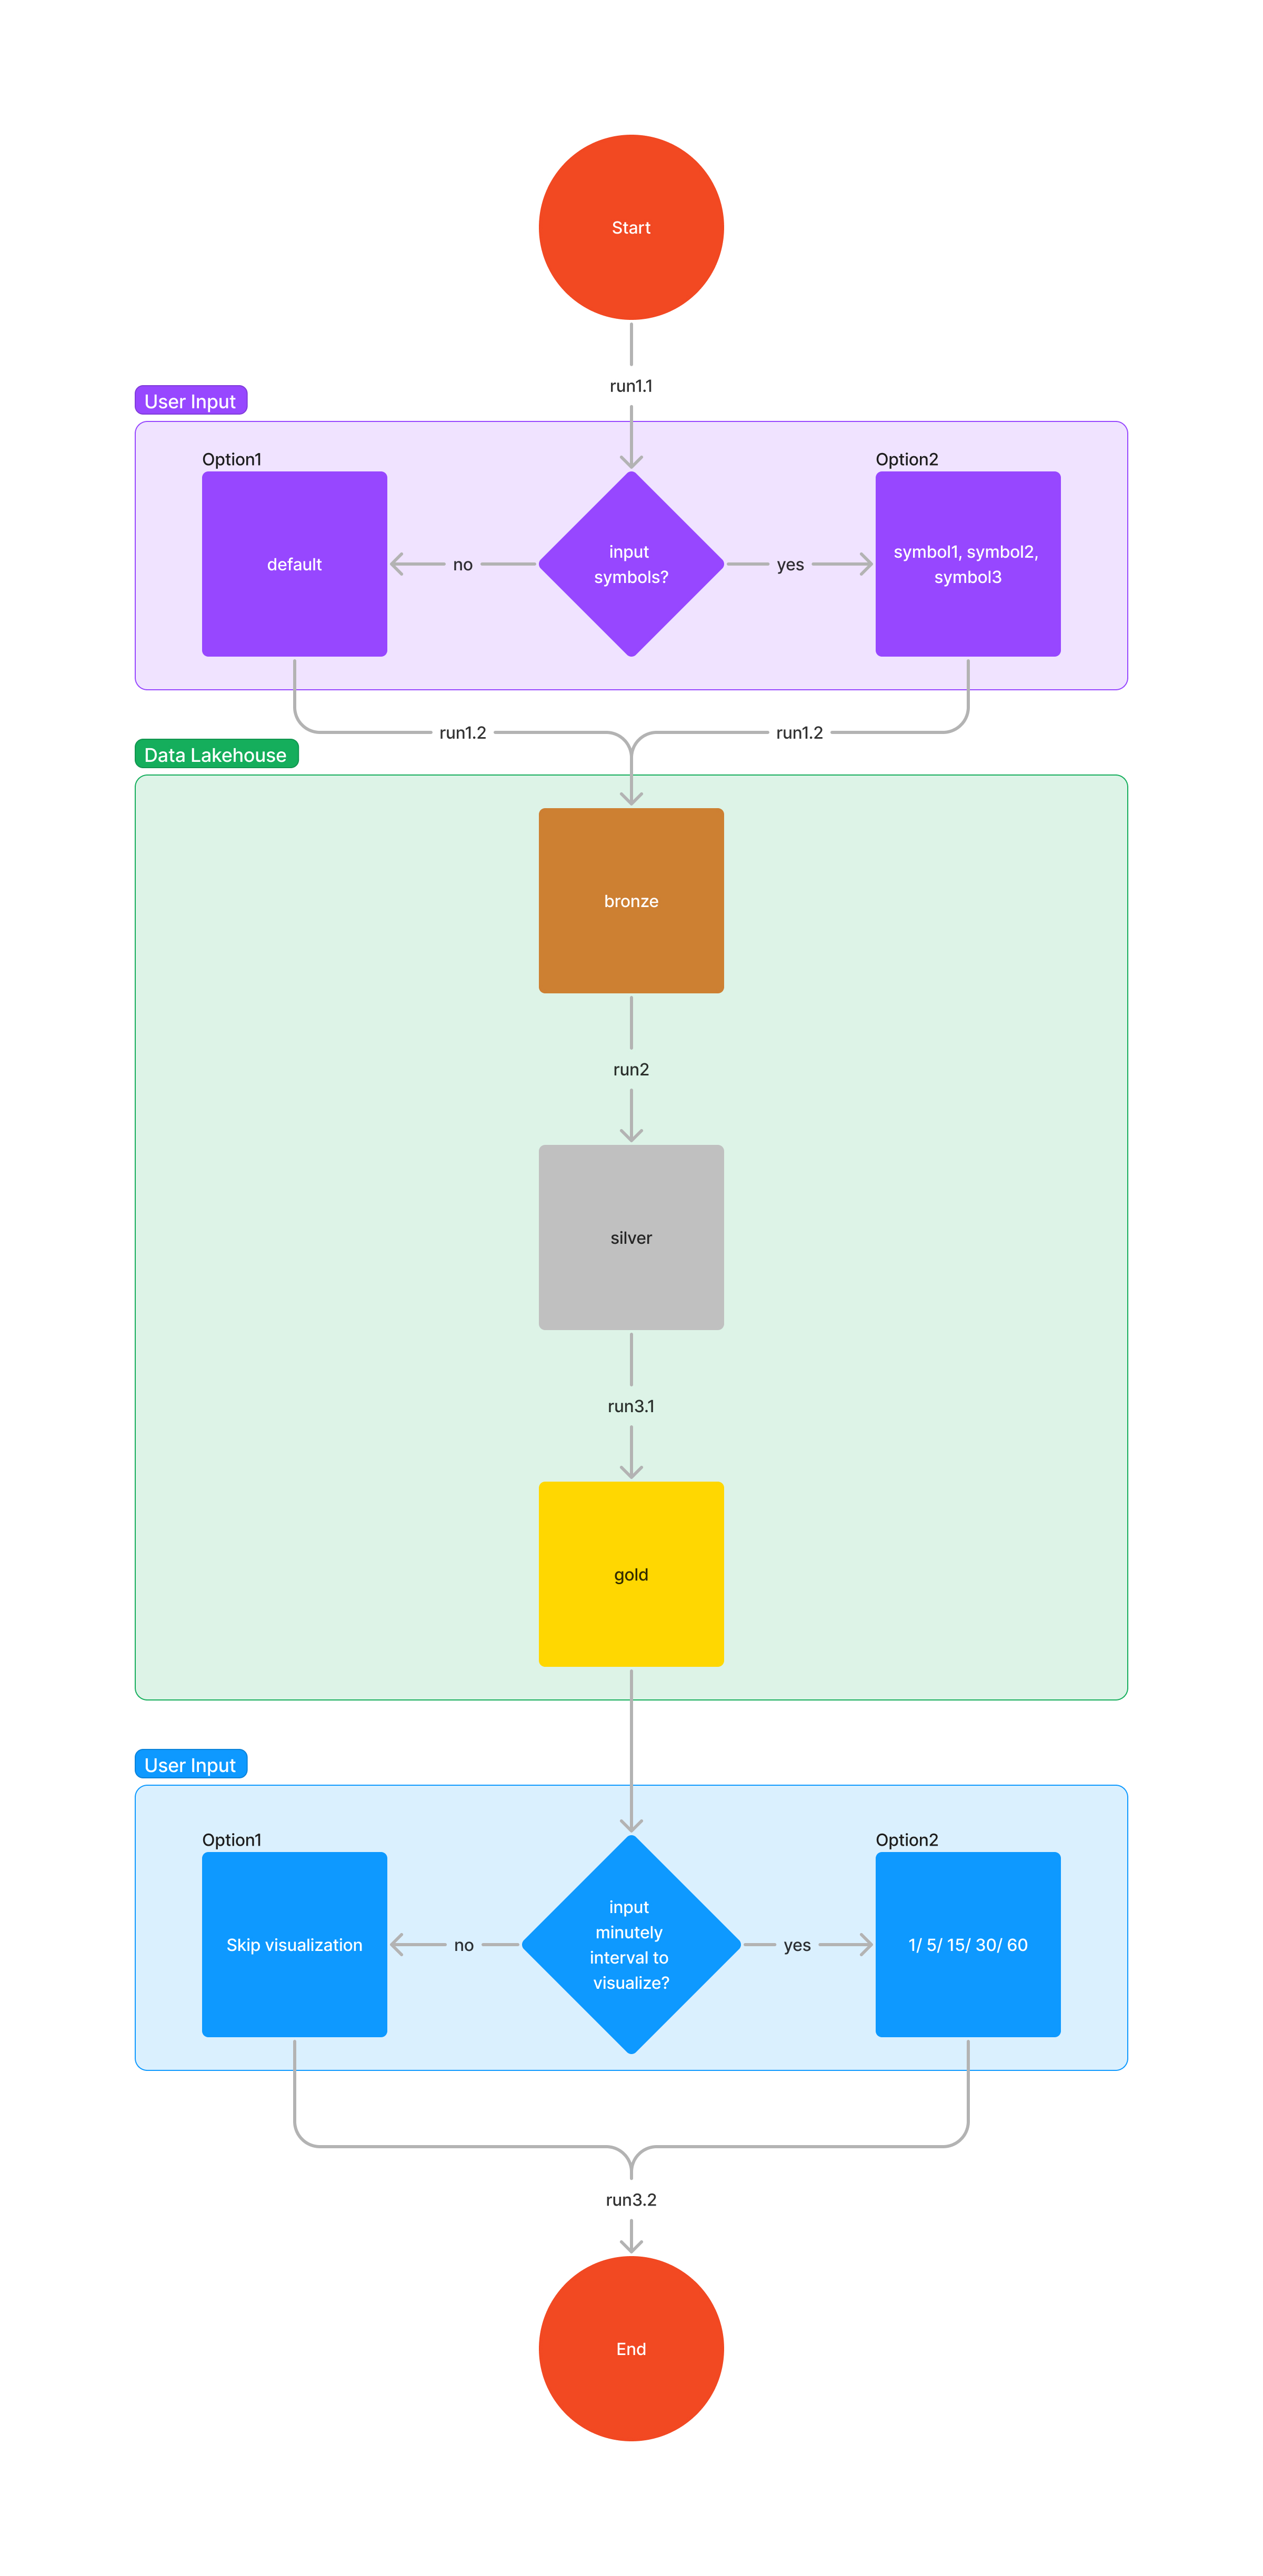 Start
run1.1
User Input
Option1
Option2
default
no
input
symbols?
yes
symbol1, symbol2,
symbol3
run1.2
run1.2
Data Lakehouse
bronze
run2
silver
run3.1
gold
User Input
Option1
Option2
Skip visualization
no
input
minutely
interval to
visualize?
yes
1/ 5/ 15/ 30/ 60
run3.2
End